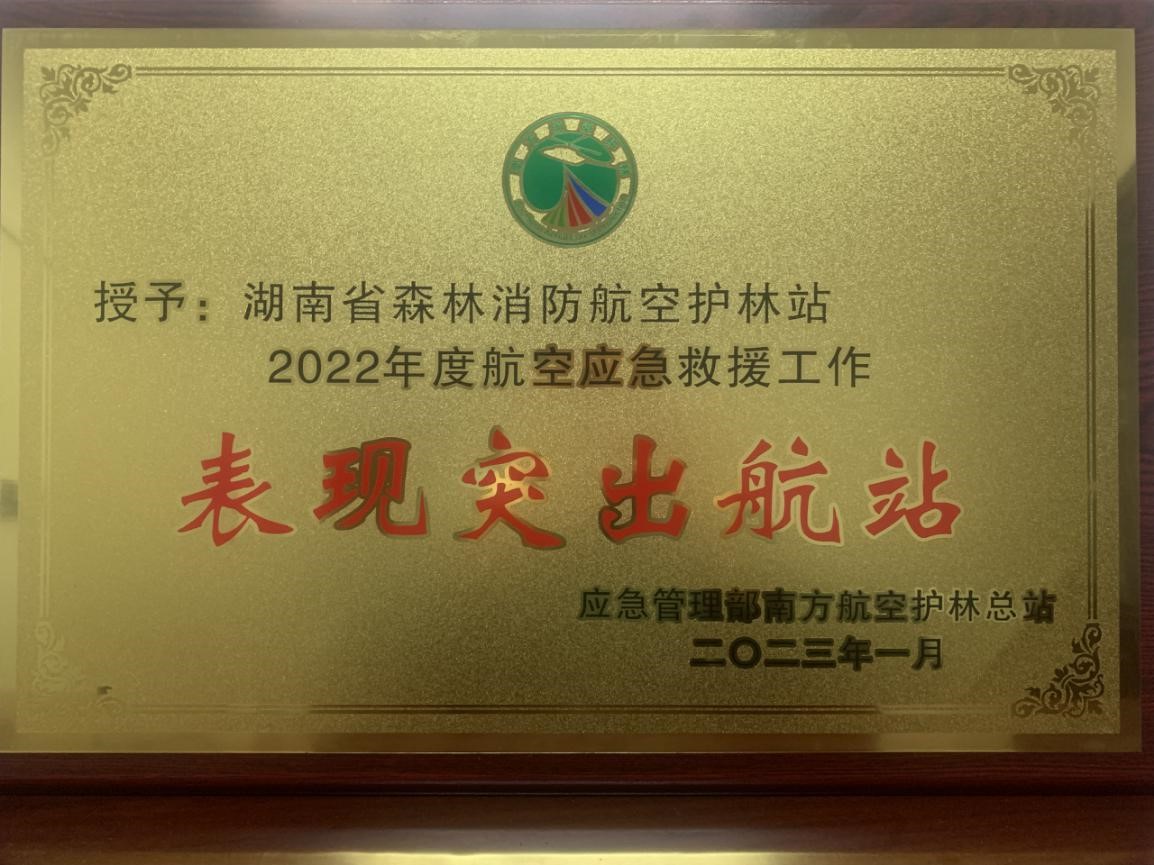 授予：湖南省森林消防航空护林站
2022年度航空应急救援工作
表现突出航站
应急管理部南方航空护林总站
二〇二三年一月